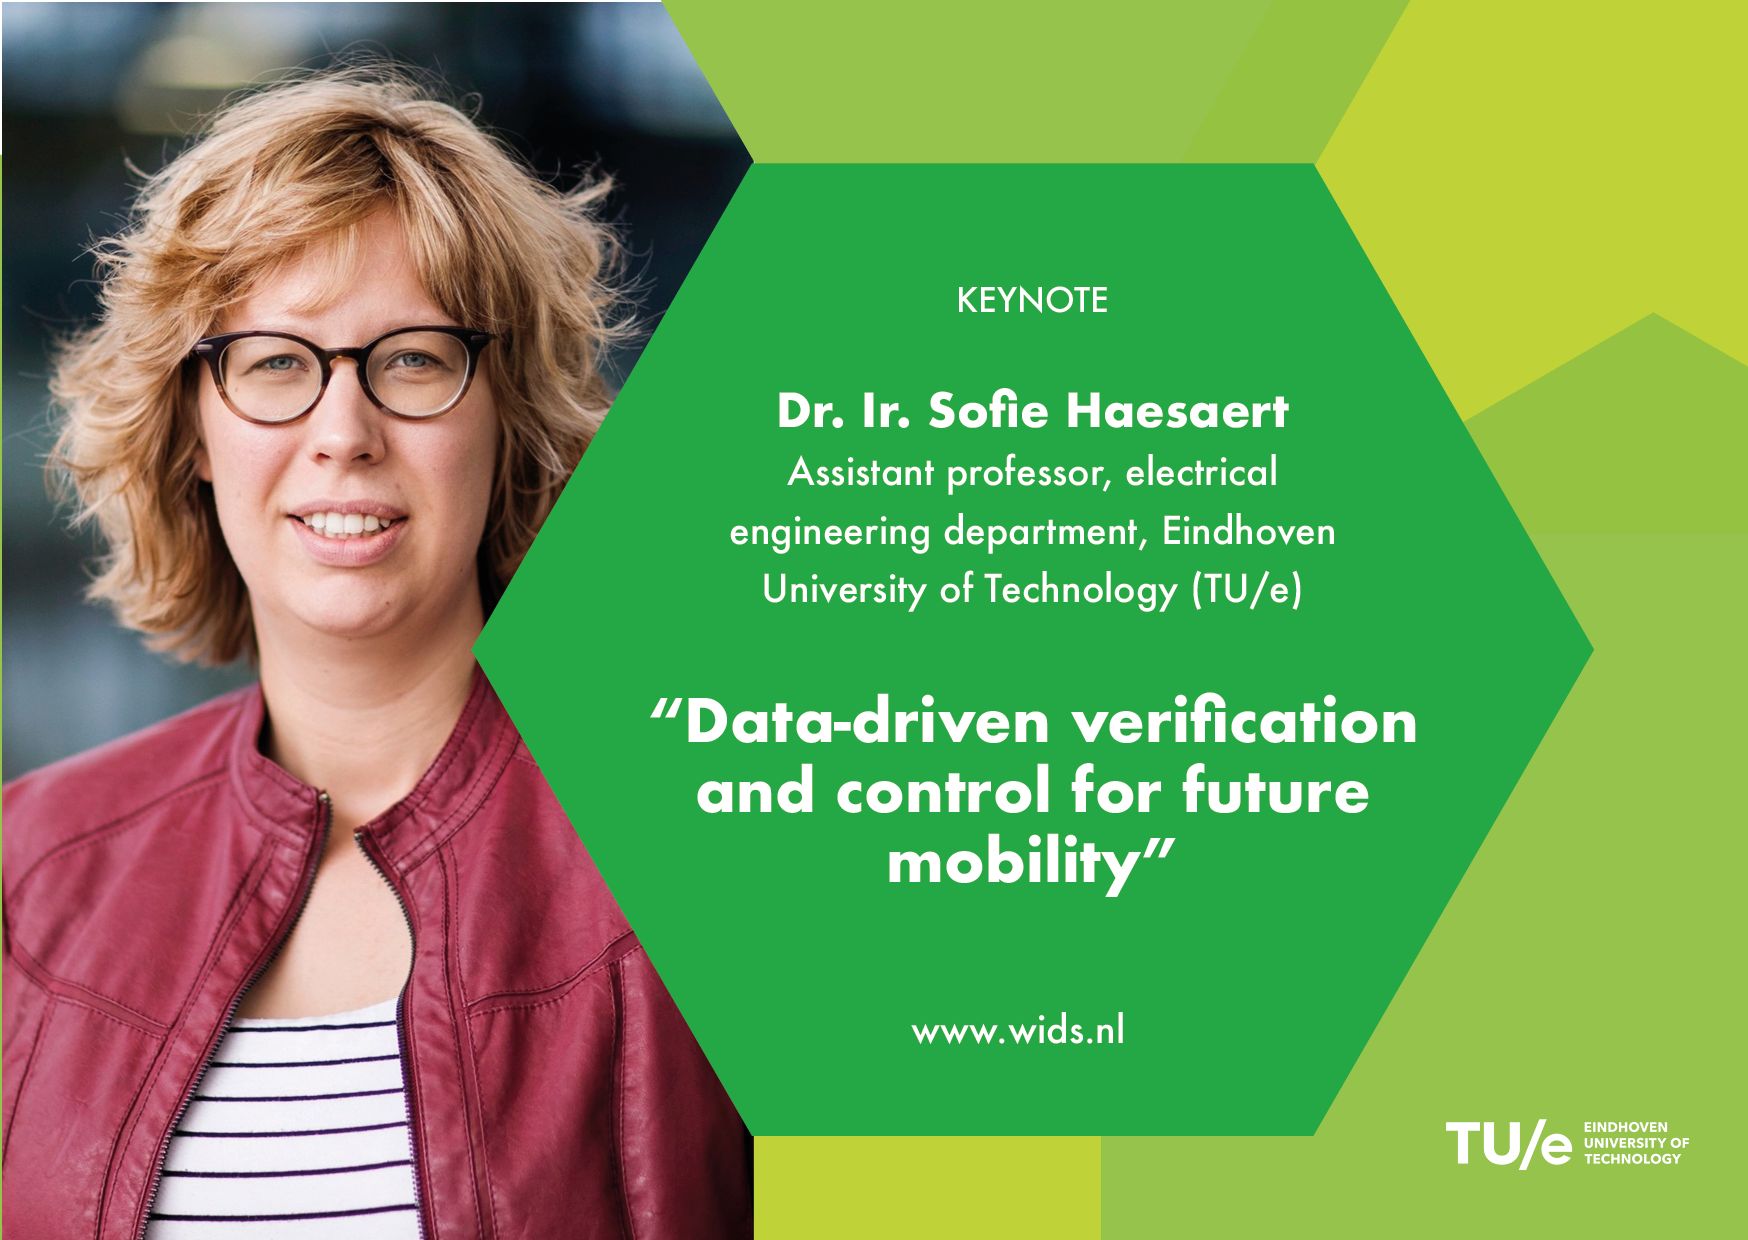 KEYNOTE
Dr. Ir. Sofie Haesaert
Assistant professor, electrical
engineering department, Eindhoven
University of Technology (TU/e)
“Data-driven verification
and control for future
mobility”
www.wids.nl
TU/e
EINDHOVEN
UNIVERSITY OF
TECHNOLOGY